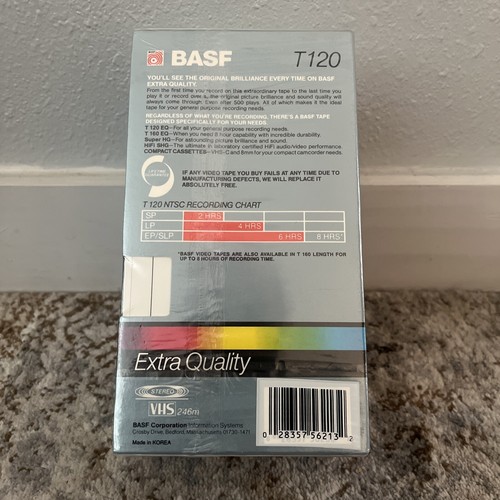 BASF T120
YOU'LL SEE THE ORIGINAL BRILLIANCE EVERY TIME ON BASF
EXTRA QUALITY.
From the first time you record on this extraordinary tape to the last time you
play it or record over it, the original picture brilliance and sound quality will
always come through. Even after 500 plays. All of which makes it the ideal
tape for your general purpose recording needs.
REGARDLESS OF WHAT YOU'RE RECORDING, THERE'S A BASF TAPE
DESIGNED SPECIFICALLY FOR YOUR NEEDS.
T 120 EQ—For all your general purpose recording needs.
T 160 EQ—When you need 8 hour capability with incredible durability.
Super HG—For astounding picture brilliance and sound.
HiFi SHG—The ultimate in laboratory certified HiFi audio/video performance.
COMPACT CASSETTES—VHS-C and 8mm for your compact camcorder needs.
LIFETIME
GUARANTEE
IF ANY VIDEO TAPE YOU BUY FAILS AT ANY TIME DUE TO
MANUFACTURING DEFECTS, WE WILL REPLACE IT
ABSOLUTELY FREE.
T 120 NTSC RECORDING CHART
SP 2 HRS
LP 4 HRS
EP/SLP 6 HRS 8 HRS*
*BASF VIDEO TAPES ARE ALSO AVAILABLE IN T 160 LENGTH FOR
UP TO 8 HOURS OF RECORDING TIME.
Extra Quality
STEREO
VHS 246m
BASF Corporation Information Systems
Crosby Drive, Bedford, Massachusetts 01730-1471
Made in KOREA
0 28357 56213 2